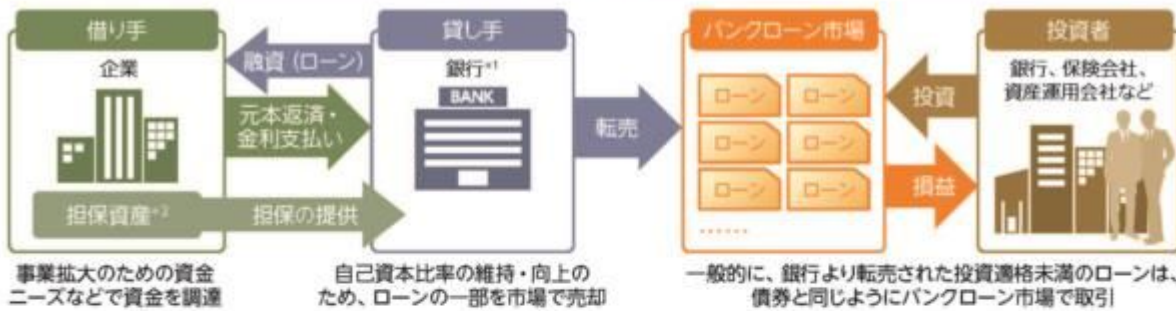 借り手
企業
担保資産*2
事業拡大のための資金
ニーズなどで資金を調達
融資（ローン）
元本返済・
金利支払い
担保の提供
貸し手
銀行*1
BANK
自己資本比率の維持・向上の
ため、ローンの一部を市場で売却
転売
バンクローン市場
ローン ローン
ローン ローン
ローン ローン
……
投資
損益
投資者
銀行、保険会社、
資産運用会社など
一般的に、銀行より転売された投資適格未満のローンは、
債券と同じようにバンクローン市場で取引